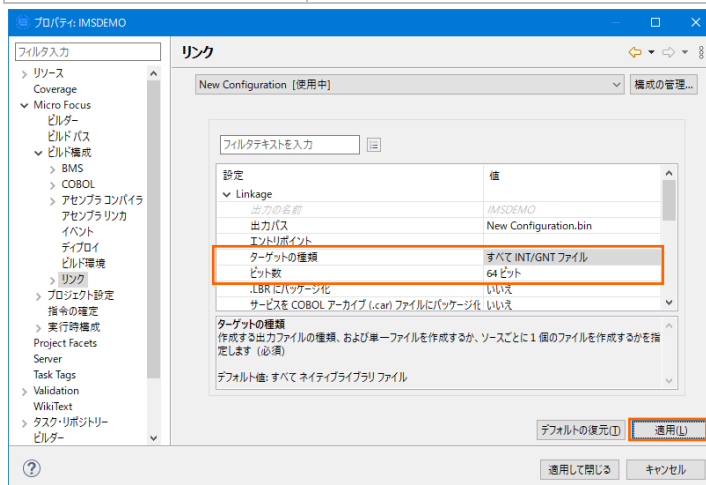 プロパティ: IMSDEMO
フィルタ入力
リソース
Coverage
Micro Focus
ビルダー
ビルド パス
ビルド構成
BMS
COBOL
アセンブラ コンパイラ
アセンブラ リンカ
イベント
ディプロイ
ビルド環境
リンク
プロジェクト設定
指令の確定
実行時構成
Project Facets
Server
Task Tags
Validation
WikiText
タスク・リポジトリー
ビルダー
リンク
New Configuration [使用中]
構成の管理...
フィルタテキストを入力
設定 値
Linkage
出力の名前 IMSDEMO
出力パス New Configuration.bin
エントリポイント
ターゲットの種類 すべて INT/GNT ファイル
ビット数 64 ビット
.LBR にパッケージ化 いいえ
サービスを COBOL アーカイブ (.car) ファイルにパッケージ化 いいえ
ターゲットの種類
作成する出力ファイルの種類、および単一ファイルを作成するか、ソースごとに 1 個のファイルを作成するかを指
定します (必須)
デフォルト値: すべて ネイティブライブラリ ファイル
デフォルトの復元(T) 適用(L)
適用して閉じる キャンセル